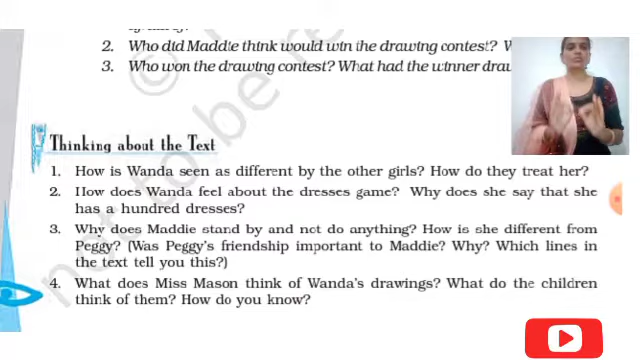 2. Who did Maddie think would win the drawing contest? W
3. Who won the drawing contest? What had the winner draw
Thinking about the Text
1. How is Wanda seen as different by the other girls? How do they treat her?
2. How does Wanda feel about the dresses game? Why does she say that she
has a hundred dresses?
3. Why does Maddie stand by and not do anything? How is she different from
Peggy? (Was Peggy's friendship important to Maddie? Why? Which lines in
the text tell you this?)
4. What does Miss Mason think of Wanda's drawings? What do the children
think of them? How do you know?
not to be re